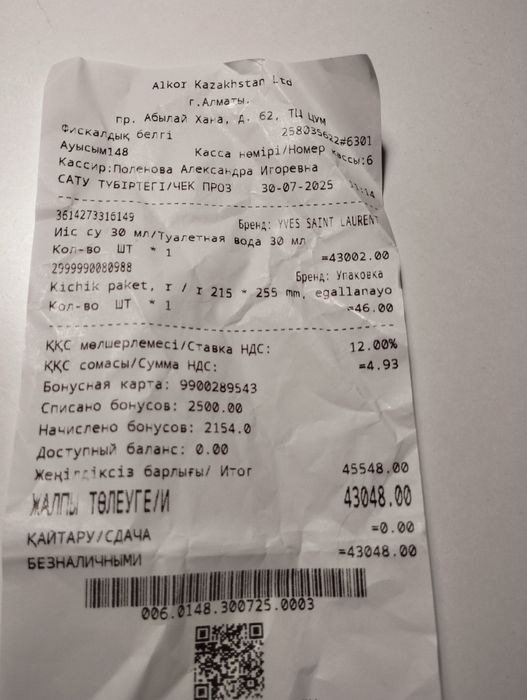 Alkor Kazakhstan Ltd
г.Алматы.
пр. Абылай Хана, д. 62, ТЦ ЦУМ
Фискалдық белгі 258035622#6301
Ауысым148 Касса нөмірі/Номер кассы:6
Кассир:Поленова Александра Игоревна
САТУ ТҮБІРТЕГІ/ЧЕК ПРОЗ 30-07-2025 11:14
3614273316149 Бренд: YVES SAINT LAURENT
Иіс су 30 мл/Туалетная вода 30 мл
Кол-во ШТ * 1 =43002.00
2999990080988 Бренд: Упаковка
Kichik paket, r / r 215 * 255 mm, egallanayo
Кол-во ШТ * 1 =46.00
ҚҚС мөлшерлемесі/Ставка НДС: 12.00%
ҚҚС сомасы/Сумма НДС: =4.93
Бонусная карта: 9900289543
Списано бонусов: 2500.00
Начислено бонусов: 2154.0
Доступный баланс: 0.00
Жеңілдіксіз барлығы/ Итог 45548.00
ЖАЛПЫ ТӨЛЕУГЕ/И 43048.00
ҚАЙТАРУ/СДАЧА =0.00
БЕЗНАЛИЧНЫМИ =43048.00
006.0148.300725.0003